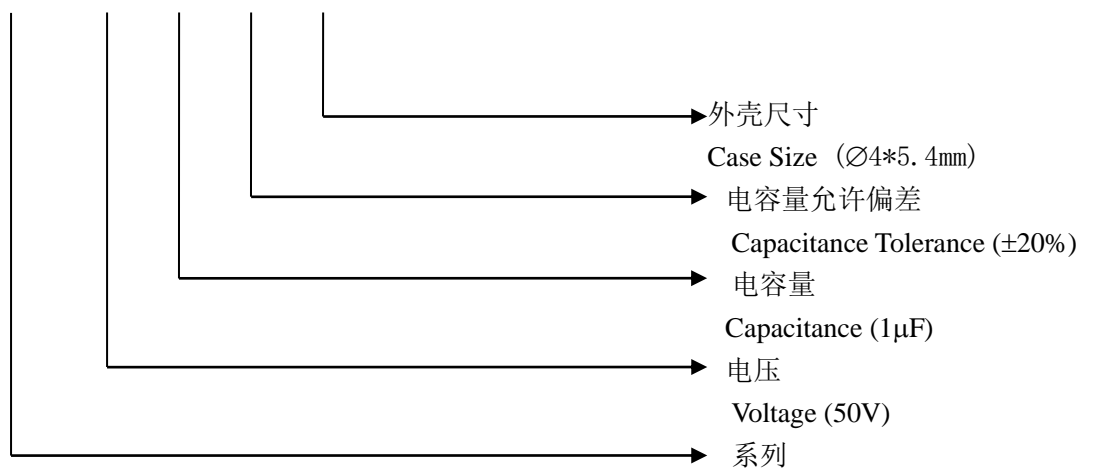 外壳尺寸
Case Size (∅4*5.4mm)
电容量允许偏差
Capacitance Tolerance (±20%)
电容量
Capacitance (1μF)
电压
Voltage (50V)
系列